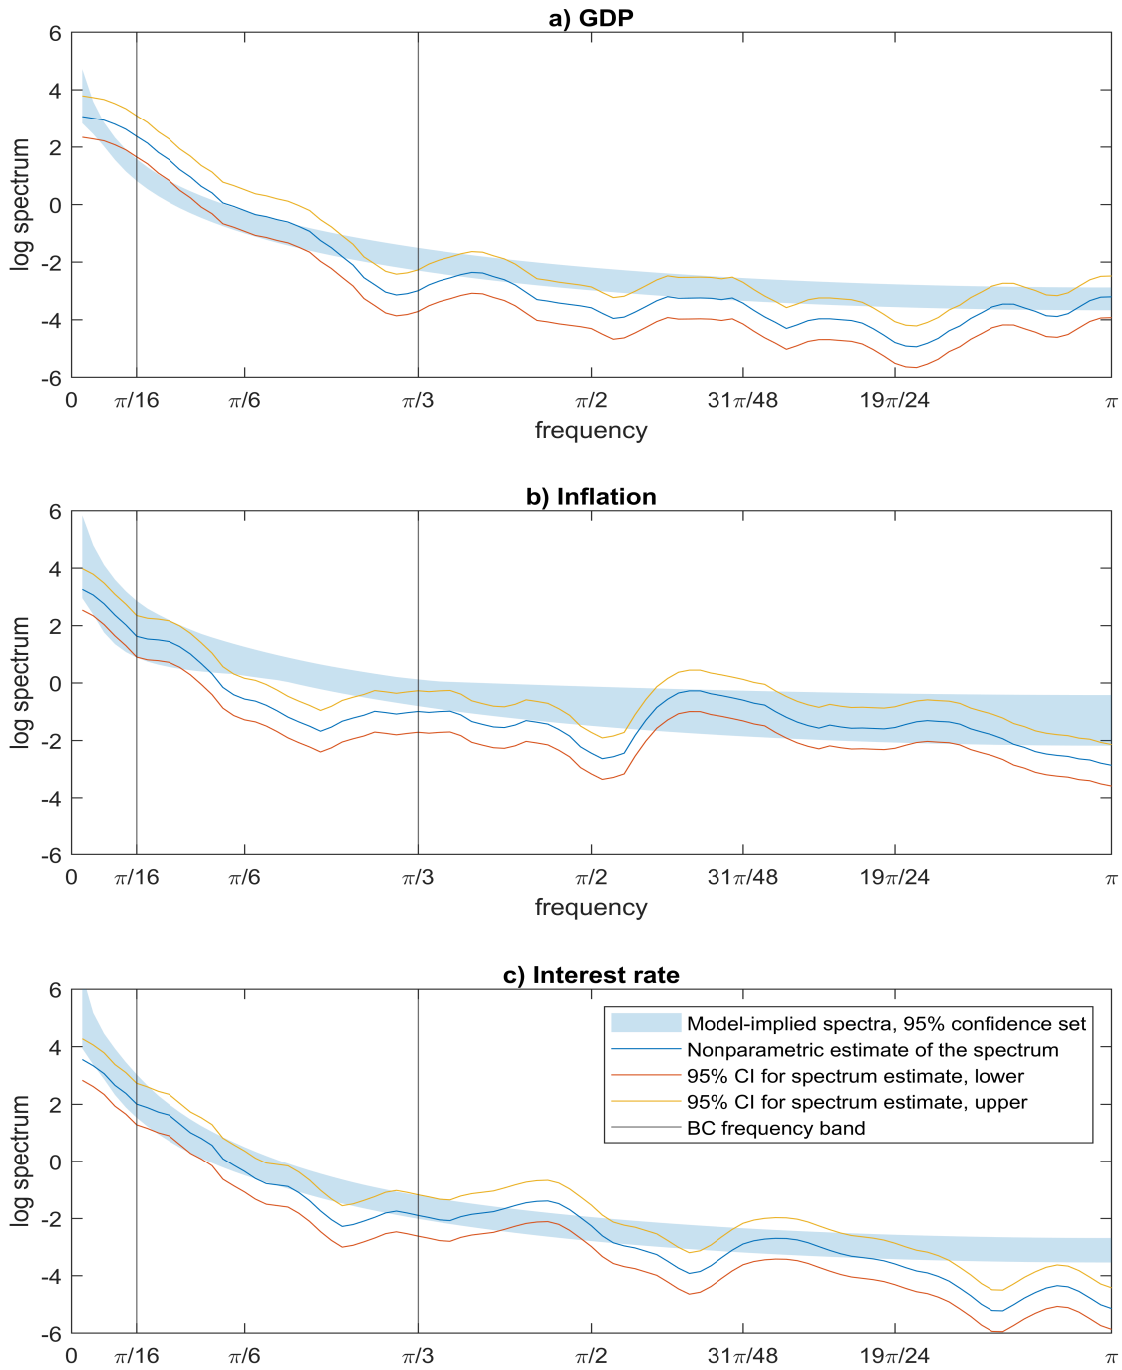 a) GDP
6
4
2
0
-2
-4
-6
log spectrum
0 π/16 π/6 π/3 π/2 31π/48 19π/24 π
frequency
b) Inflation
6
4
2
0
-2
-4
-6
log spectrum
0 π/16 π/6 π/3 π/2 31π/48 19π/24 π
frequency
c) Interest rate
6
4
2
0
-2
-4
-6
log spectrum
Model-implied spectra, 95% confidence set
Nonparametric estimate of the spectrum
95% CI for spectrum estimate, lower
95% CI for spectrum estimate, upper
BC frequency band
0 π/16 π/6 π/3 π/2 31π/48 19π/24 π